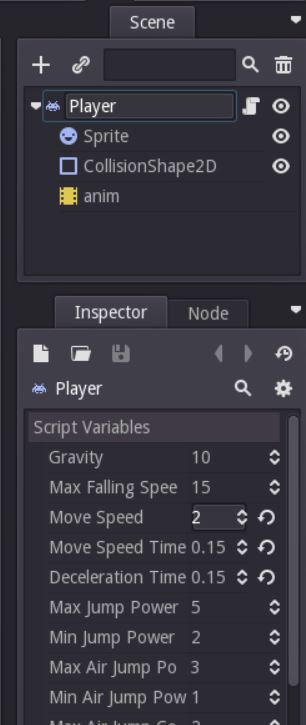 Scene
Player
Sprite
CollisionShape2D
anim
Inspector Node
Player
Script Variables
Gravity 10
Max Falling Spee 15
Move Speed 2
Move Speed Time 0.15
Deceleration Time 0.15
Max Jump Power 5
Min Jump Power 2
Max Air Jump Po 3
Min Air Jump Pow 1